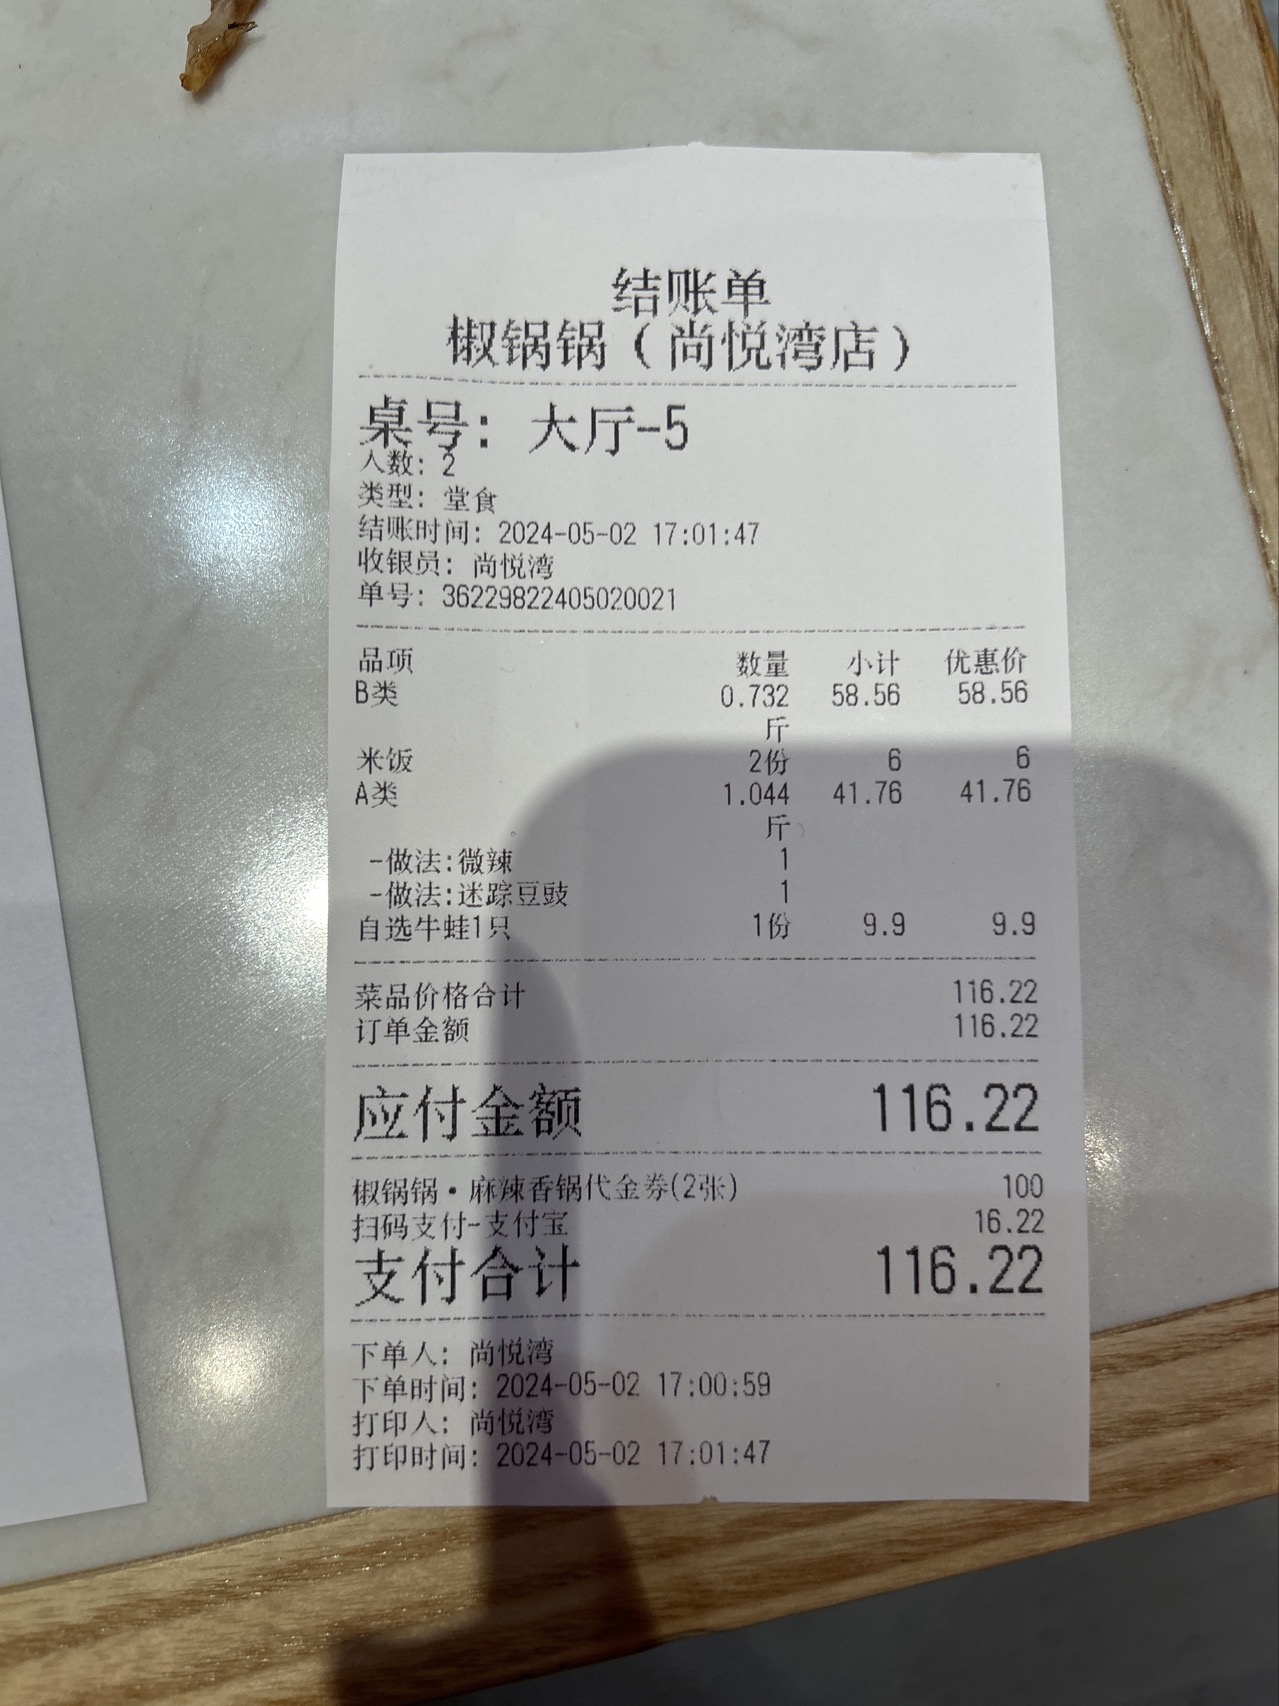 结账单
椒锅锅（尚悦湾店）
桌号: 大厅-5
人数: 2
类型: 堂食
结账时间: 2024-05-02 17:01:47
收银员: 尚悦湾
单号: 36229822405020021
品项 数量 小计 优惠价
B类 0.732 58.56 58.56
斤
米饭 2份 6 6
A类 1.044 41.76 41.76
斤
-做法:微辣 1
-做法:迷踪豆豉 1
自选牛蛙1只 1份 9.9 9.9
菜品价格合计 116.22
订单金额 116.22
应付金额 116.22
椒锅锅·麻辣香锅代金券(2张) 100
扫码支付-支付宝 16.22
支付合计 116.22
下单人: 尚悦湾
下单时间: 2024-05-02 17:00:59
打印人: 尚悦湾
打印时间: 2024-05-02 17:01:47